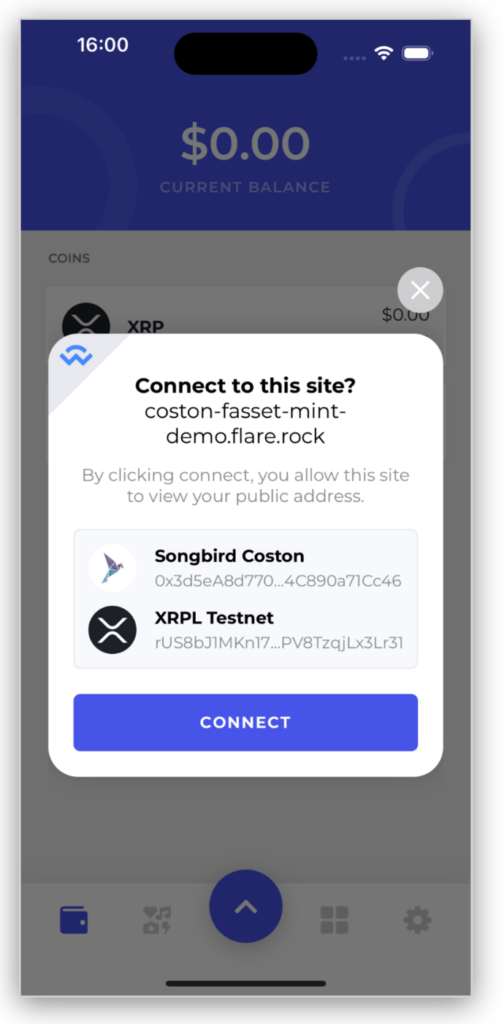 16:00
$0.00
CURRENT BALANCE
COINS
XRP
$0.00
Connect to this site?
coston-fasset-mint-
demo.flare.rock
By clicking connect, you allow this site
to view your public address.
Songbird Coston
0x3d5eA8d770...4C890a71Cc46
XRPL Testnet
rUS8bJ1MKn17...PV8TzqjLx3Lr31
CONNECT